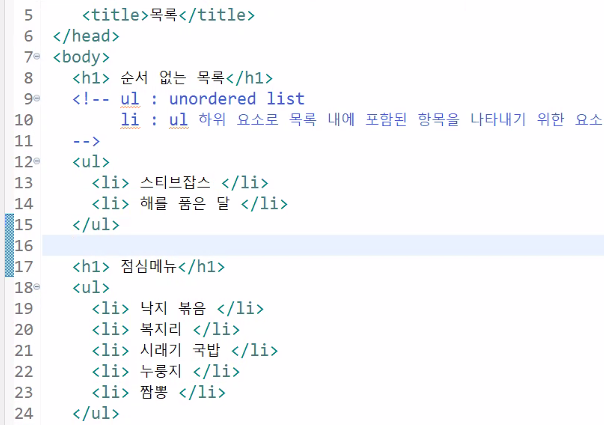 5 <title>목록</title>
6 </head>
7 <body>
8 <h1> 순서 없는 목록</h1>
9 <!-- ul : unordered list
10 li : ul 하위 요소로 목록 내에 포함된 항목을 나타내기 위한 요소
11 -->
12 <ul>
13 <li> 스티브잡스 </li>
14 <li> 해를 품은 달 </li>
15 </ul>
16
17 <h1> 점심메뉴</h1>
18 <ul>
19 <li> 낙지 볶음 </li>
20 <li> 복지리 </li>
21 <li> 시래기 국밥 </li>
22 <li> 누룽지 </li>
23 <li> 짬뽕 </li>
24 </ul>